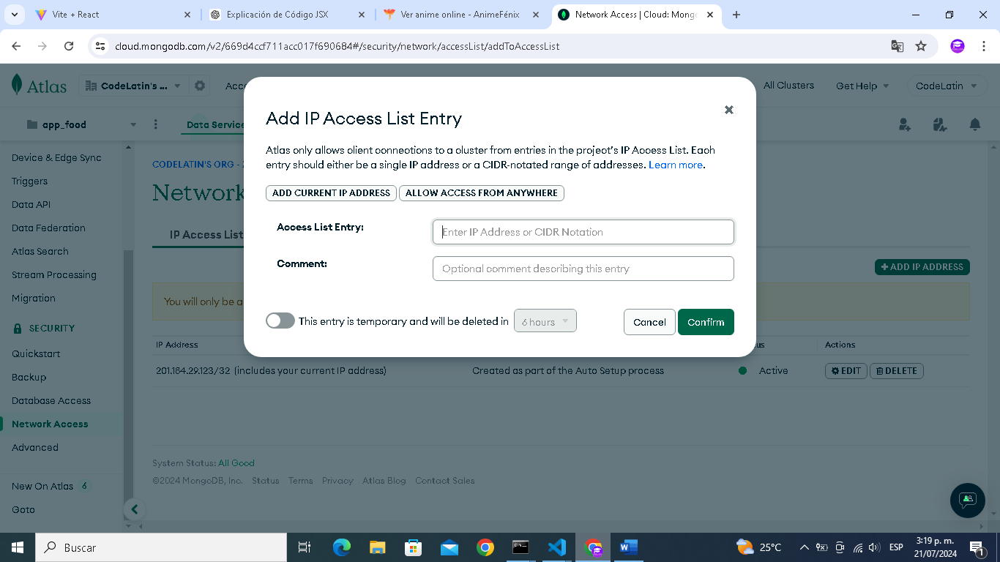 Vite + React
Explicación de Código JSX
Ver anime online - AnimeFénix
Network Access | Cloud: Mong
cloud.mongodb.com/v2/669d4ccf711acc017f690684#/security/network/accessList/addToAccessList
Atlas
CodeLatin's ...
Acc
All Clusters
Get Help
CodeLatin
app_food
Data Service
Device & Edge Sync
Triggers
Data API
Data Federation
Atlas Search
Stream Processing
Migration
SECURITY
Quickstart
Backup
Database Access
Network Access
Advanced
New On Atlas 6
Goto
CODELATIN'S ORG - 2
Network
IP Access List
+ ADD IP ADDRESS
You will only be a
Add IP Access List Entry
Atlas only allows client connections to a cluster from entries in the project's IP Access List. Each
entry should either be a single IP address or a CIDR-notated range of addresses. Learn more.
ADD CURRENT IP ADDRESS
ALLOW ACCESS FROM ANYWHERE
Access List Entry:
Enter IP Address or CIDR Notation
Comment:
Optional comment describing this entry
This entry is temporary and will be deleted in
6 hours
Cancel
Confirm
IP Address
us
Actions
201.164.29.123/32 (includes your current IP address)
Created as part of the Auto Setup process
Active
EDIT
DELETE
System Status: All Good
©2024 MongoDB, Inc. Status Terms Privacy Atlas Blog Contact Sales
Buscar
25°C
ESP
3:19 p. m.
21/07/2024
1